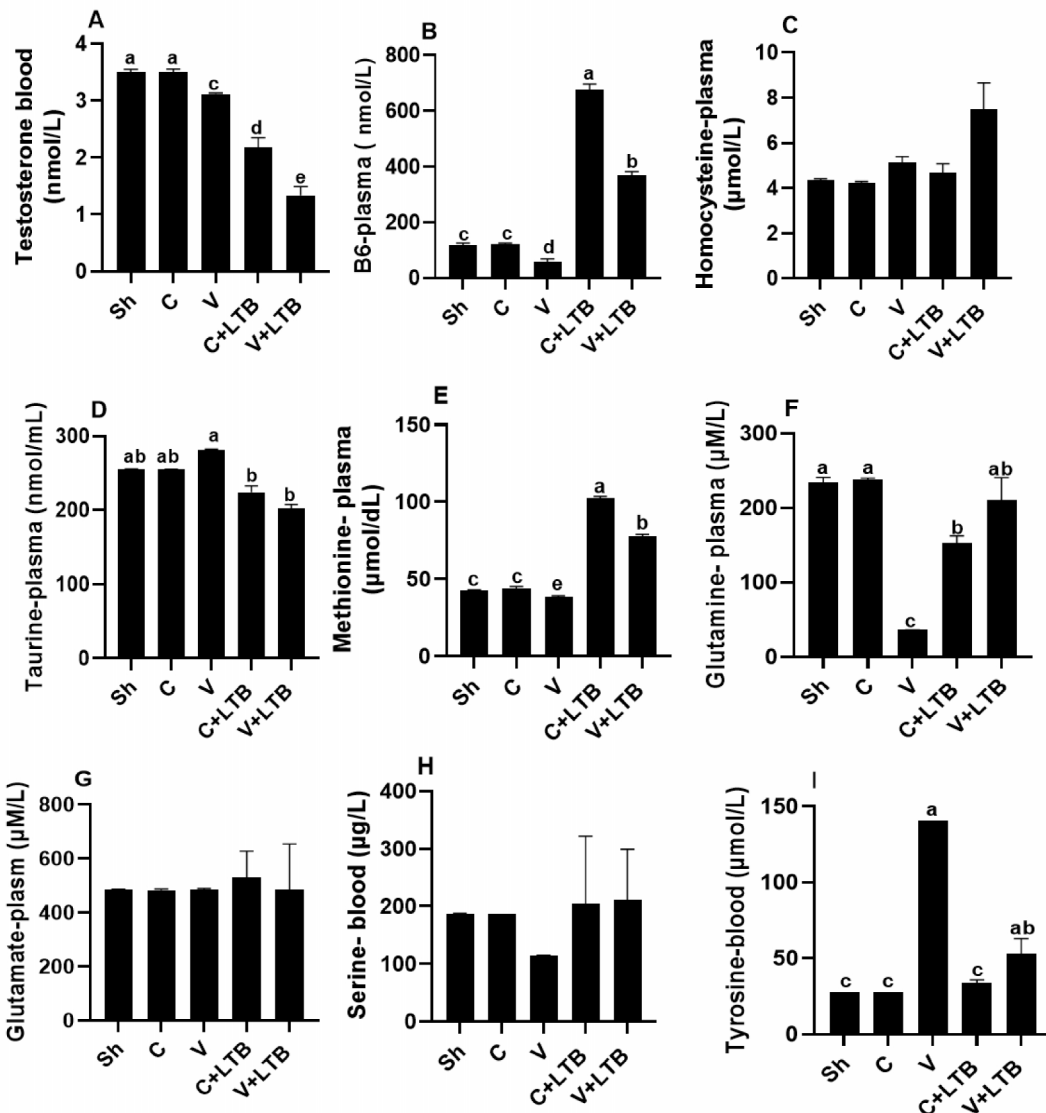 A
Testosterone blood
(nmol/L)
4
3
2
1
0
a
a
c
d
e
Sh
C
V
C+LTB
V+LTB
B
B6-plasma ( nmol/L)
800
600
400
200
0
c
c
d
a
b
Sh
C
V
C+LTB
V+LTB
C
Homocysteine-plasma
(μmol/L)
10
8
6
4
2
0
Sh
C
V
C+LTB
V+LTB
D
Taurine-plasma (nmol/mL)
300
200
100
0
ab
ab
a
b
b
Sh
C
V
C+LTB
V+LTB
E
Methionine- plasma
(μmol/dL)
150
100
50
0
c
c
e
a
b
Sh
C
V
C+LTB
V+LTB
F
Glutamine- plasma (μM/L)
300
200
100
0
a
a
c
b
ab
Sh
C
V
C+LTB
V+LTB
G
Glutamate-plasm (μM/L)
800
600
400
200
0
Sh
C
V
C+LTB
V+LTB
H
Serine- blood (μg/L)
400
300
200
100
0
Sh
C
V
C+LTB
V+LTB
I
Tyrosine-blood (μmol/L)
150
100
50
0
c
c
a
c
ab
Sh
C
V
C+LTB
V+LTB